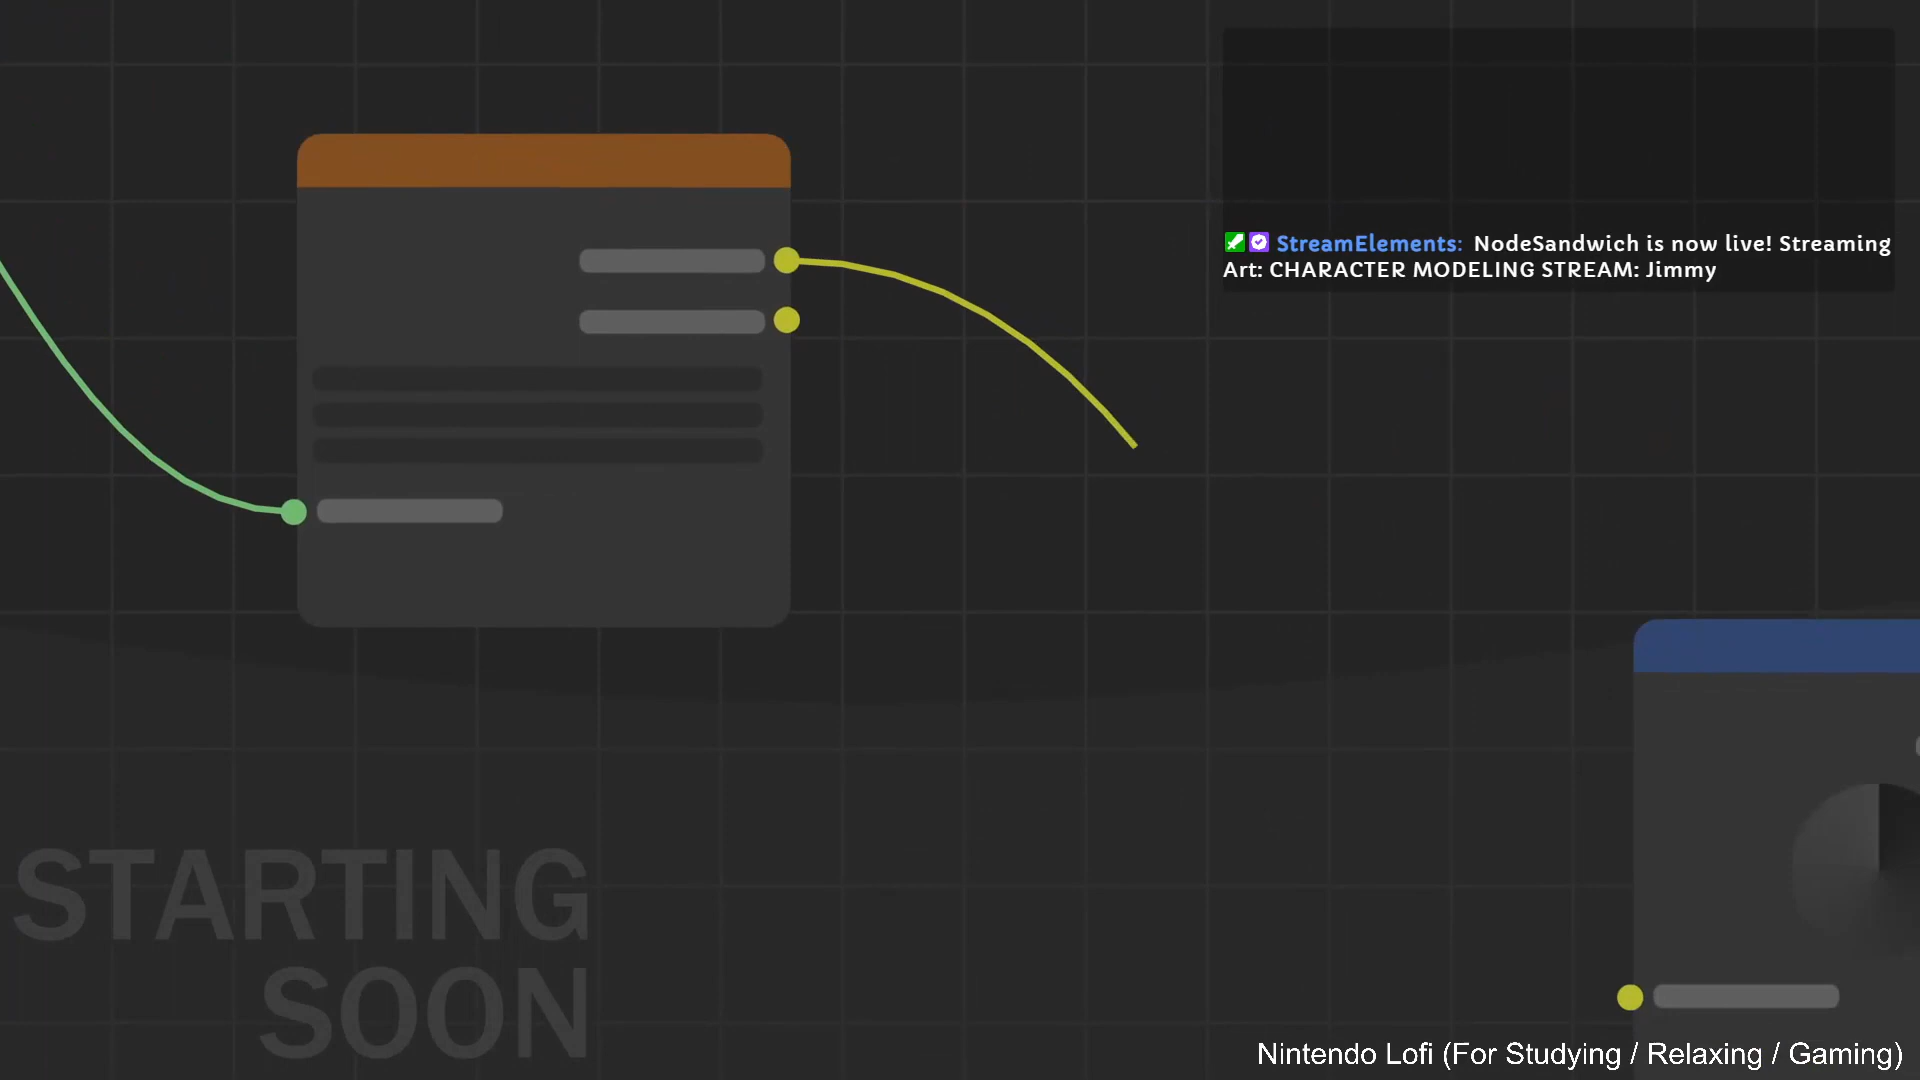 StreamElements: NodeSandwich is now live! Streaming
Art: CHARACTER MODELING STREAM: Jimmy
STARTING
SOON
Nintendo Lofi (For Studying / Relaxing / Gaming)